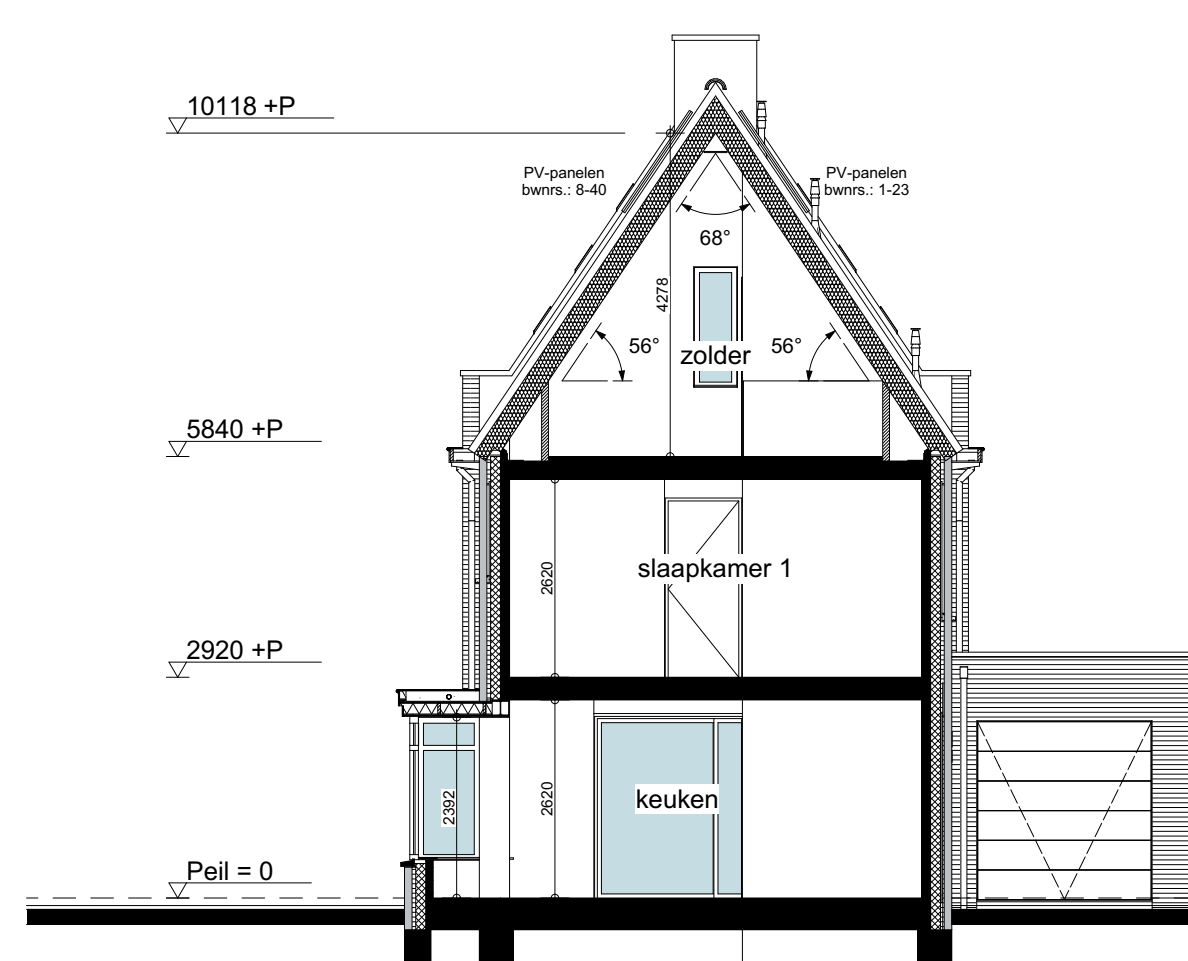 10118 +P
PV-panelen
bwnrs.: 8-40
PV-panelen
bwnrs.: 1-23
68°
4278
56°
zolder
56°
5840 +P
2620
slaapkamer 1
2920 +P
2392
2620
keuken
Peil = 0